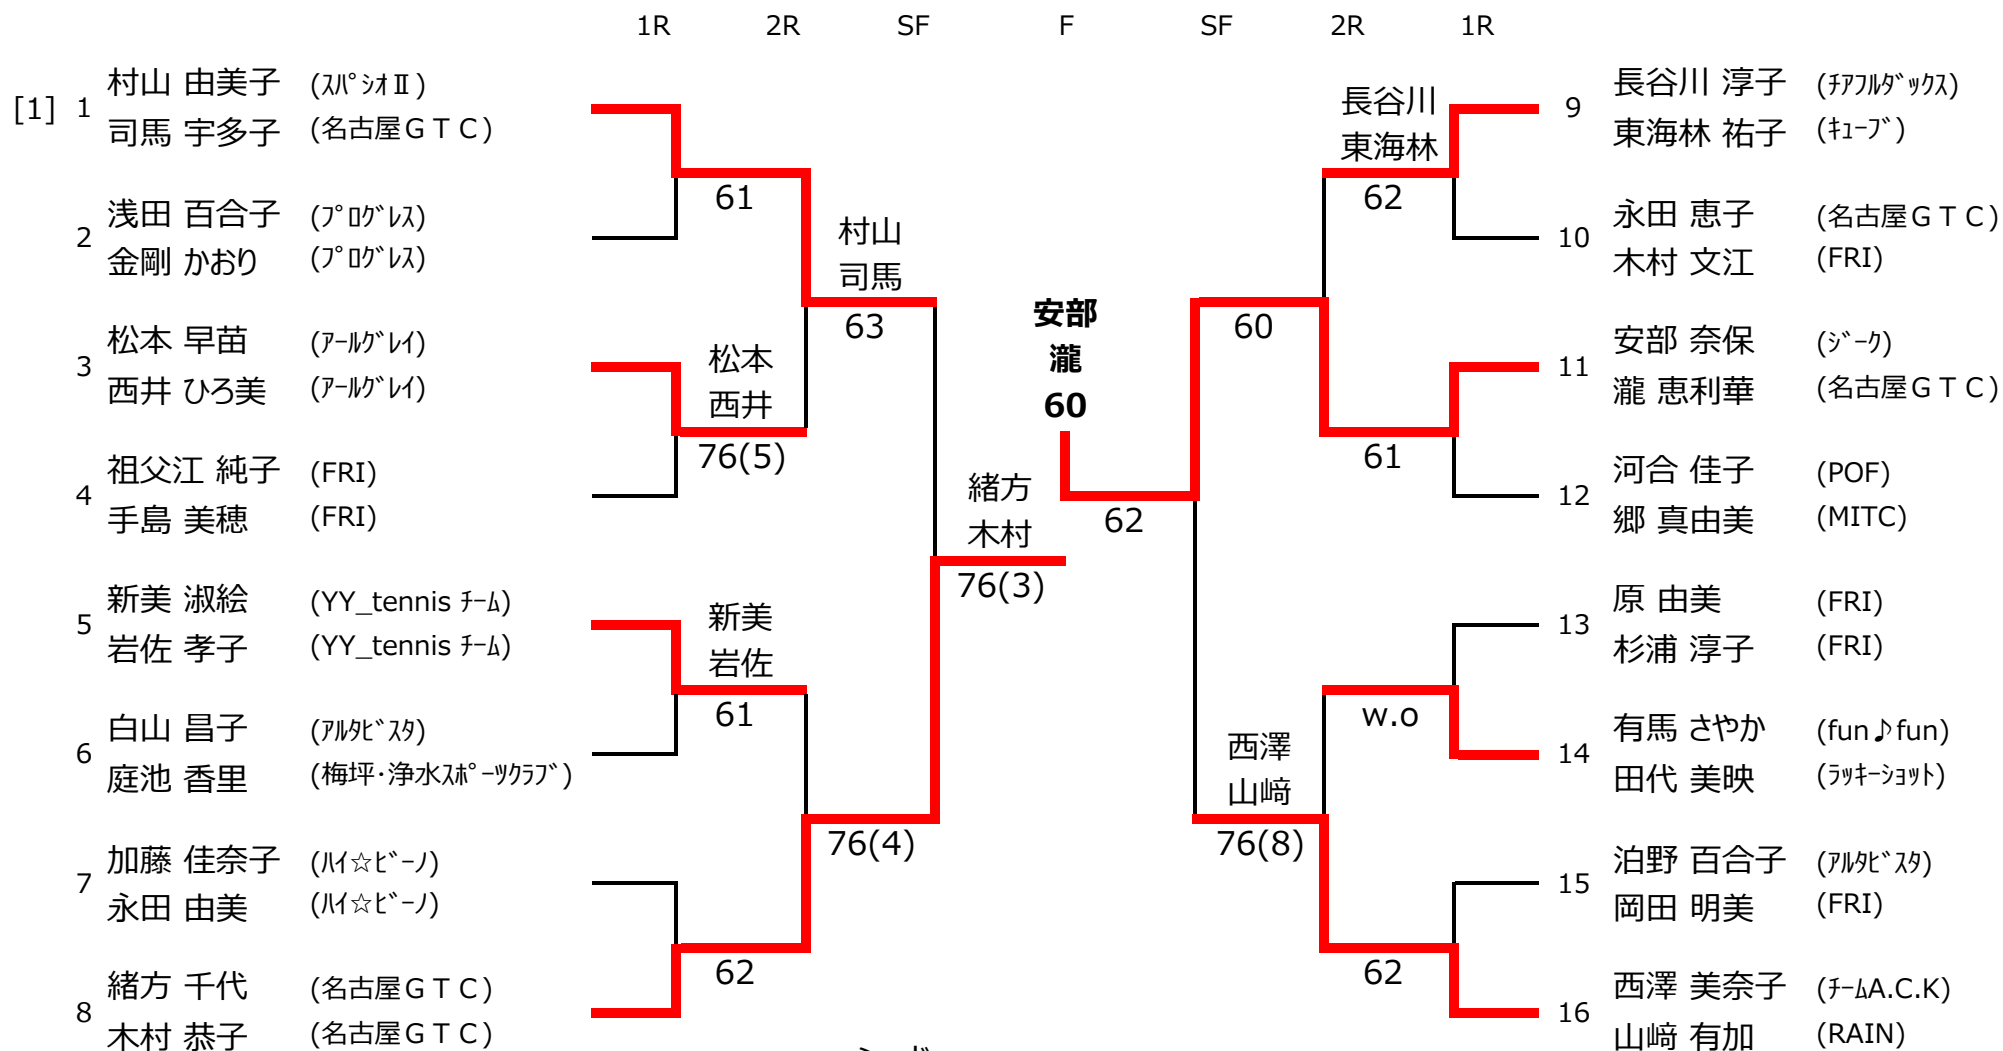 1R 2R SF F SF 2R 1R
[1] 1 村山 由美子 (ｽﾊﾟｼｵⅡ)
司馬 宇多子 (名古屋ＧＴＣ)
61
2 浅田 百合子 (ﾌﾟﾛｸﾞﾚｽ)
金剛 かおり (ﾌﾟﾛｸﾞﾚｽ)
村山
司馬
63
3 松本 早苗 (ｱｰﾙｸﾞﾚｲ)
西井 ひろ美 (ｱｰﾙｸﾞﾚｲ)
松本
西井
76(5)
4 祖父江 純子 (FRI)
手島 美穂 (FRI)
緒方
木村
76(3)
5 新美 淑絵 (YY_tennis ﾁｰﾑ)
岩佐 孝子 (YY_tennis ﾁｰﾑ)
新美
岩佐
61
6 白山 昌子 (ｱﾙﾀﾋﾞｽﾀ)
庭池 香里 (梅坪･浄水ｽﾎﾟｰﾂｸﾗﾌﾞ)
76(4)
7 加藤 佳奈子 (ﾊｲ☆ﾋﾞｰﾉ)
永田 由美 (ﾊｲ☆ﾋﾞｰﾉ)
62
8 緒方 千代 (名古屋ＧＴＣ)
木村 恭子 (名古屋ＧＴＣ)
安部
瀧
60
62
長谷川
東海林
62
9 長谷川 淳子 (ﾁｱﾌﾙﾀﾞｯｸｽ)
東海林 祐子 (ｷｭｰﾌﾞ)
10 永田 恵子 (名古屋ＧＴＣ)
木村 文江 (FRI)
60
11 安部 奈保 (ｼﾞｰｸ)
瀧 恵利華 (名古屋ＧＴＣ)
61
12 河合 佳子 (POF)
郷 真由美 (MITC)
13 原 由美 (FRI)
杉浦 淳子 (FRI)
w.o
14 有馬 さやか (fun♪fun)
田代 美映 (ﾗｯｷｰｼｮｯﾄ)
西澤
山﨑
76(8)
15 泊野 百合子 (ｱﾙﾀﾋﾞｽﾀ)
岡田 明美 (FRI)
62
16 西澤 美奈子 (ﾁｰﾑA.C.K)
山﨑 有加 (RAIN)